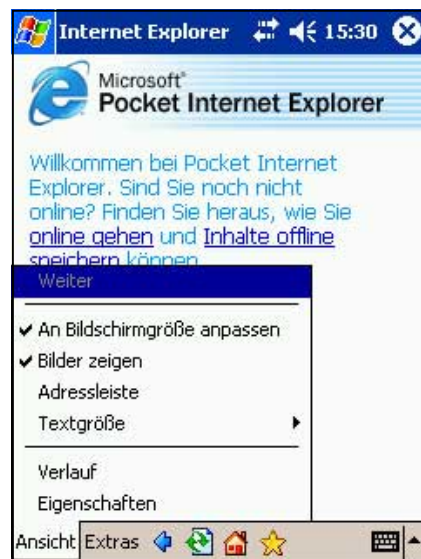 Internet Explorer 15:30
Microsoft®
Pocket Internet Explorer
Willkommen bei Pocket Internet
Explorer. Sind Sie noch nicht
online? Finden Sie heraus, wie Sie
online gehen und Inhalte offline
speichern können
Weiter
An Bildschirmgröße anpassen
Bilder zeigen
Adressleiste
Textgröße
Verlauf
Eigenschaften
Ansicht Extras